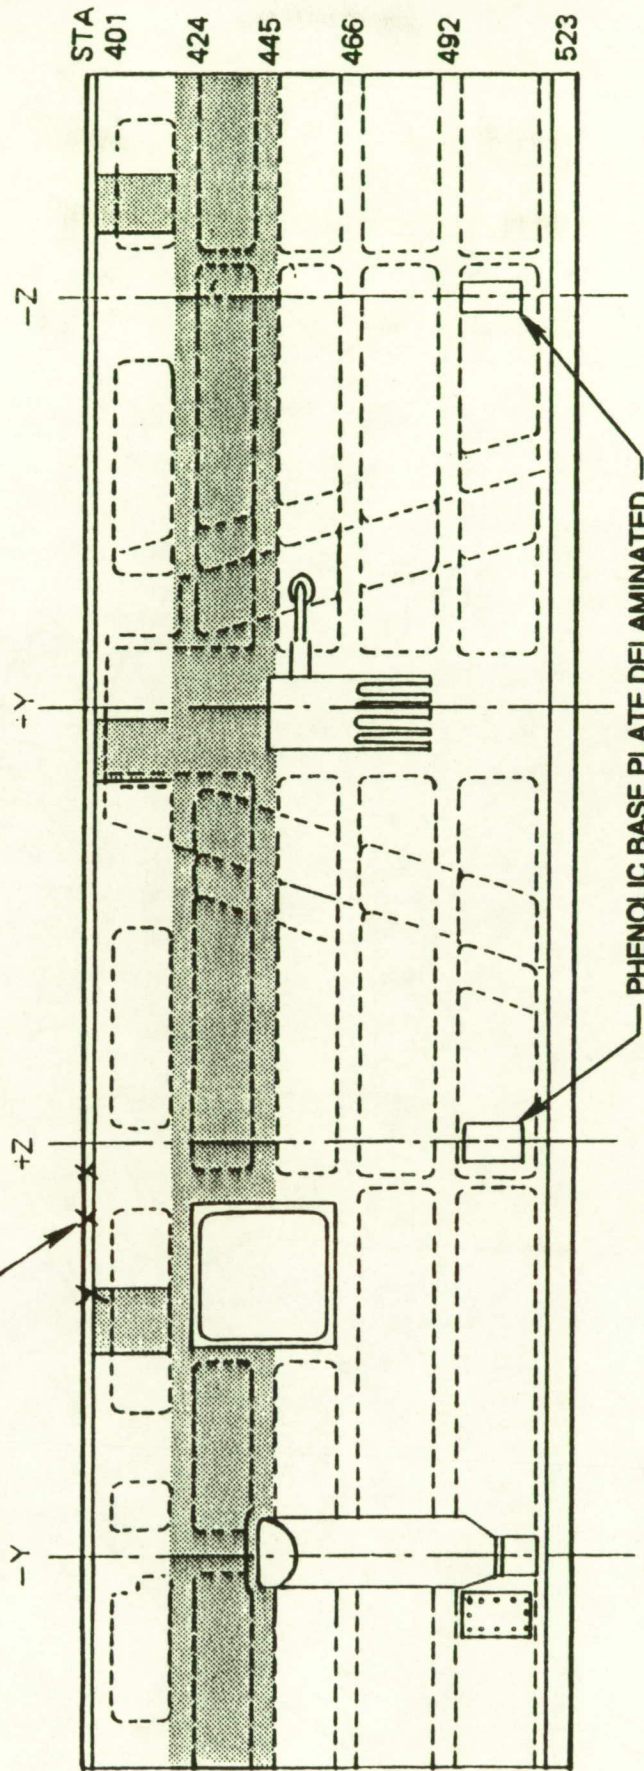 STA
401
424
445
466
492
523
-Y
+Z
+Y
-Z
PHENOLIC BASE PLATE DELAMINATED